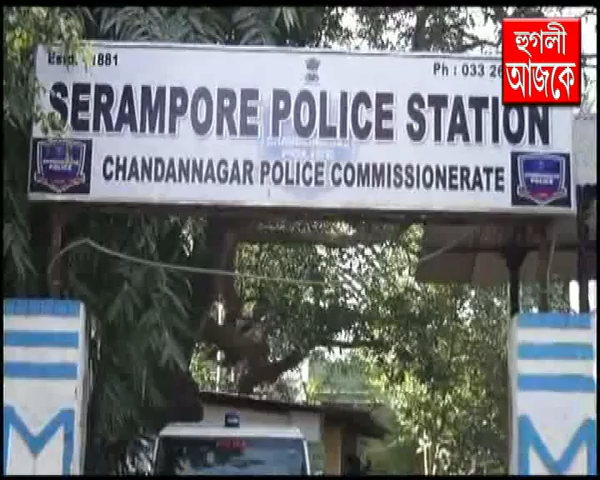 Estd. 1881
Ph : 033 26
হুগলী
আজকে
SERAMPORE POLICE STATION
CHANDANNAGAR POLICE COMMISSIONERATE